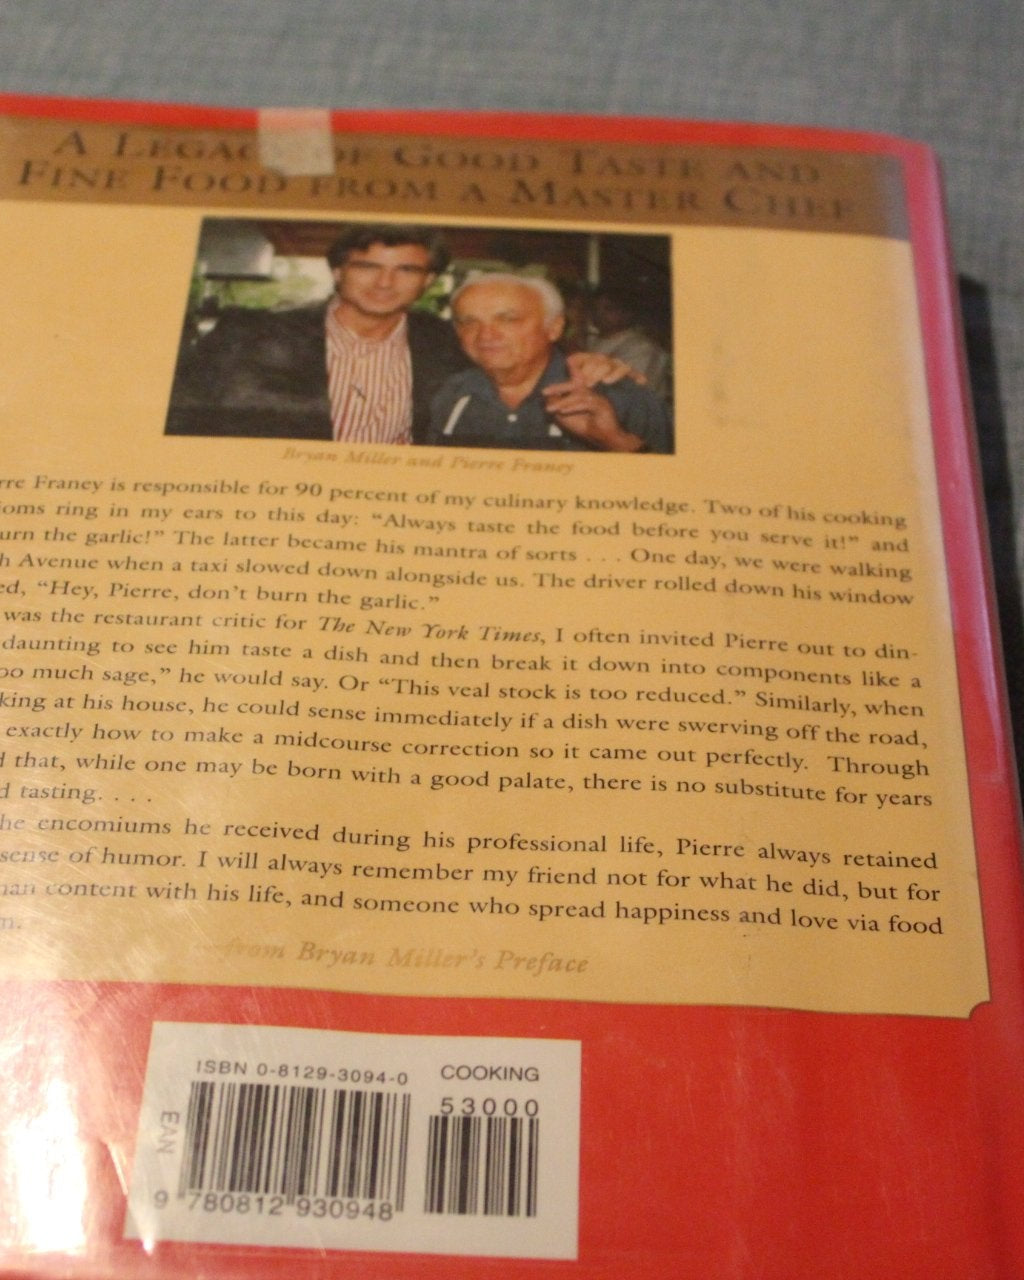 A LEGACY OF GOOD TASTE AND
FINE FOOD FROM A MASTER CHEF
Bryan Miller and Pierre Franey
rre Franey is responsible for 90 percent of my culinary knowledge. Two of his cooking
ioms ring in my ears to this day: “Always taste the food before you serve it!” and
urn the garlic!” The latter became his mantra of sorts . . . One day, we were walking
h Avenue when a taxi slowed down alongside us. The driver rolled down his window
ed, “Hey, Pierre, don’t burn the garlic.”
was the restaurant critic for The New York Times, I often invited Pierre out to din-
daunting to see him taste a dish and then break it down into components like a
oo much sage,” he would say. Or “This veal stock is too reduced.” Similarly, when
king at his house, he could sense immediately if a dish were swerving off the road,
exactly how to make a midcourse correction so it came out perfectly. Through
d that, while one may be born with a good palate, there is no substitute for years
d tasting. . . .
he encomiums he received during his professional life, Pierre always retained
sense of humor. I will always remember my friend not for what he did, but for
nan content with his life, and someone who spread happiness and love via food
m.
from Bryan Miller’s Preface
ISBN 0-8129-3094-0 COOKING
53000
EAN
9 780812 930948